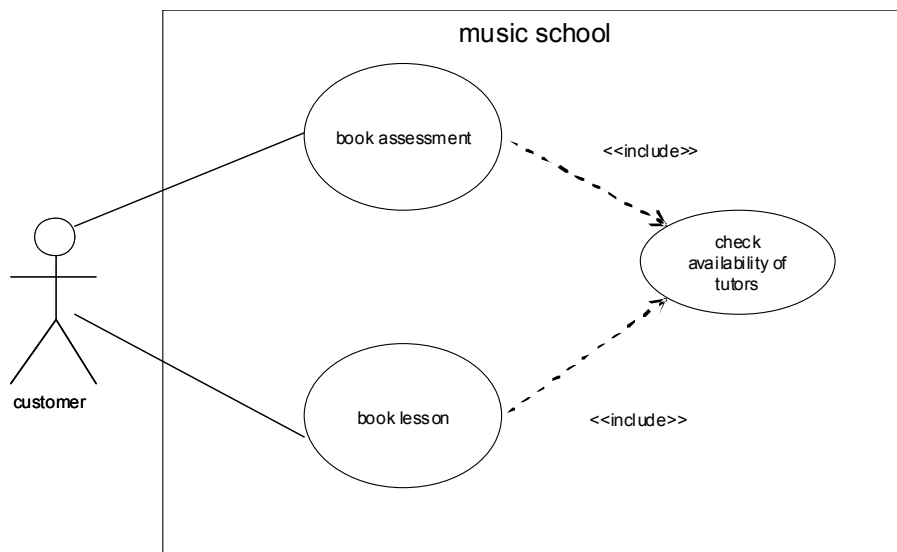 music school
book assessment
<<include>>
check
availability of
tutors
customer
book lesson
<<include>>